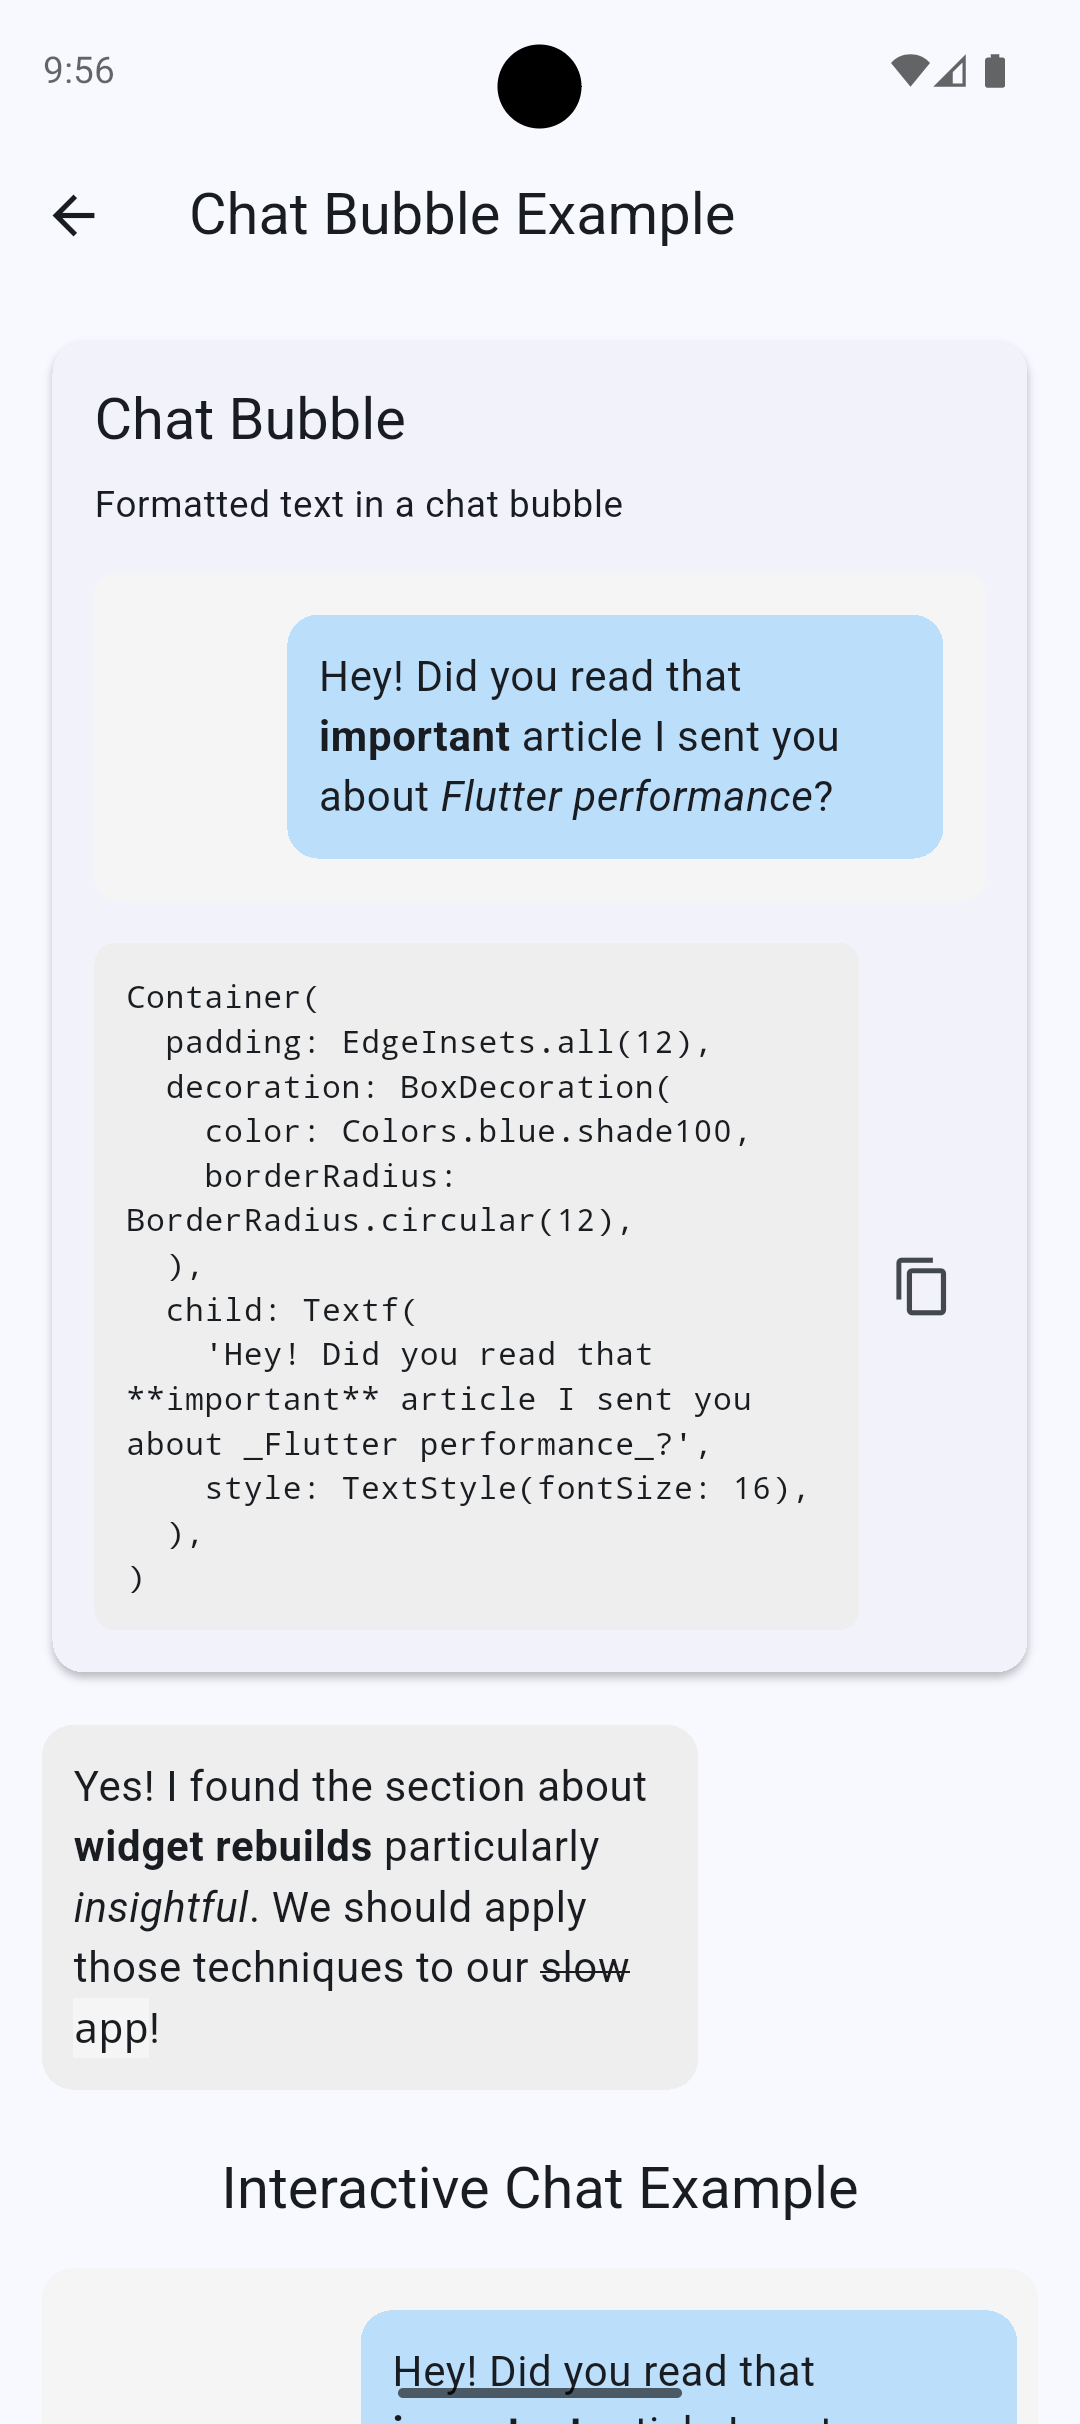 9:56
Chat Bubble Example
Chat Bubble
Formatted text in a chat bubble
Hey! Did you read that
important article I sent you
about Flutter performance?
Container(
  padding: EdgeInsets.all(12),
  decoration: BoxDecoration(
    color: Colors.blue.shade100,
    borderRadius:
BorderRadius.circular(12),
  ),
  child: Textf(
    'Hey! Did you read that
**important** article I sent you
about _Flutter performance_?',
    style: TextStyle(fontSize: 16),
  ),
)
Yes! I found the section about
widget rebuilds particularly
insightful. We should apply
those techniques to our slow
app!
Interactive Chat Example
Hey! Did you read that